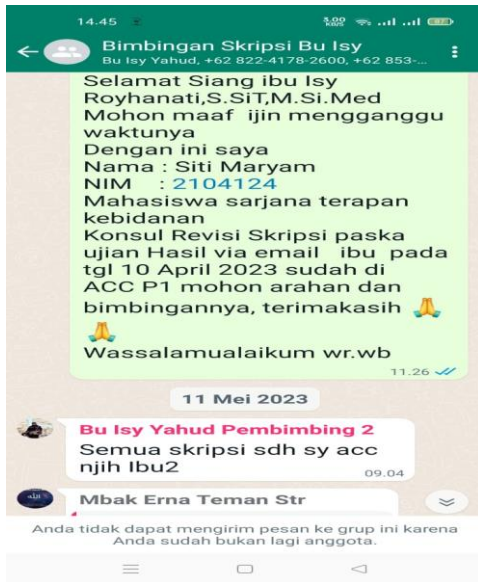 14.45
5.00 KB/S
Bimbingan Skripsi Bu Isy
Bu Isy Yahud, +62 822-4178-2600, +62 853-...
Selamat Siang ibu Isy
Royhanati,S.SiT,M.Si.Med
Mohon maaf ijin mengganggu
waktunya
Dengan ini saya
Nama : Siti Maryam
NIM : 2104124
Mahasiswa sarjana terapan
kebidanan
Konsul Revisi Skripsi paska
ujian Hasil via email ibu pada
tgl 10 April 2023 sudah di
ACC P1 mohon arahan dan
bimbingannya, terimakasih 🙏
🙏
Wassalamualaikum wr.wb
11.26
11 Mei 2023
Bu Isy Yahud Pembimbing 2
Semua skripsi sdh sy acc
njih Ibu2
09.04
Mbak Erna Teman Str
Anda tidak dapat mengirim pesan ke grup ini karena
Anda sudah bukan lagi anggota.